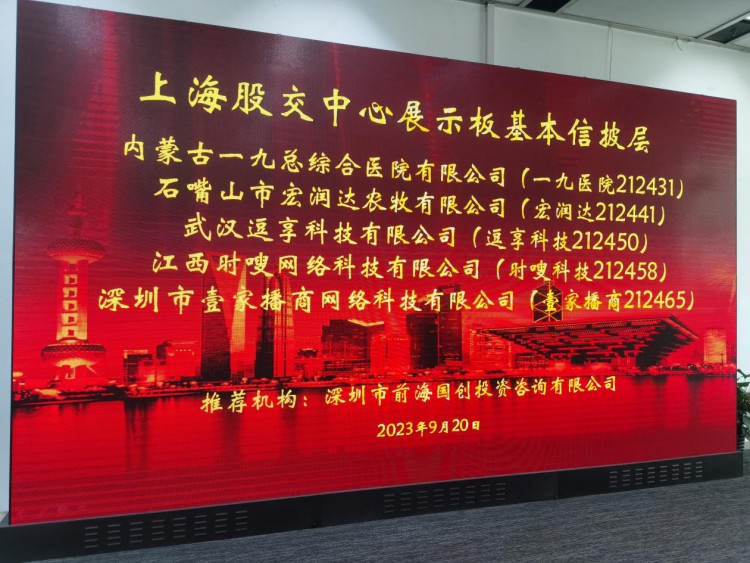 上海股交中心展示板基本信披层
内蒙古一九总综合医院有限公司（一九医院212431）
石嘴山市宏润达农牧有限公司（宏润达212441）
武汉逗享科技有限公司（逗享科技212450）
江西时嗖网络科技有限公司（时嗖科技212458）
深圳市壹家播商网络科技有限公司（壹家播商212465）
推荐机构：深圳市前海国创投资咨询有限公司
2023年9月20日